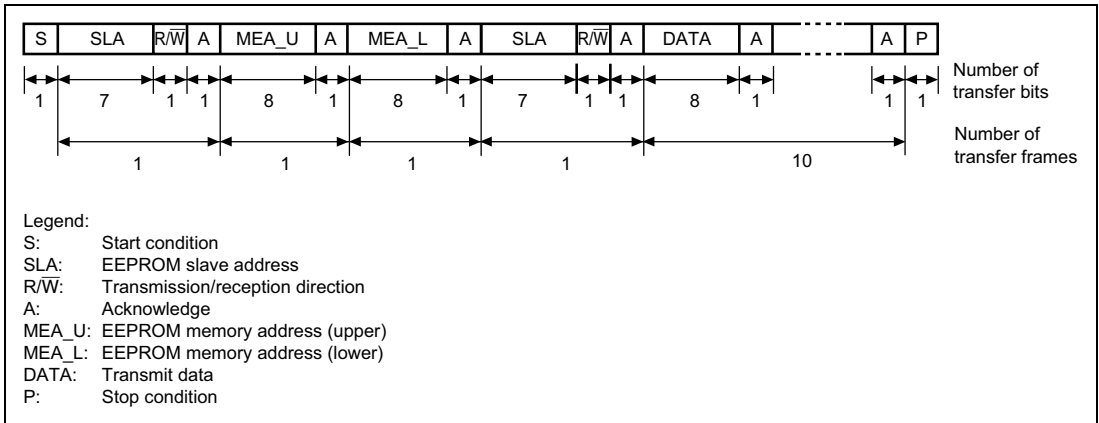 S SLA R/W̅ A MEA_U A MEA_L A SLA R/W̅ A DATA A A P
1 7 1 1 8 1 8 1 7 1 1 8 1 1 1 Number of transfer bits
1 1 1 1 10 Number of transfer frames
Legend:
S: Start condition
SLA: EEPROM slave address
R/W̅: Transmission/reception direction
A: Acknowledge
MEA_U: EEPROM memory address (upper)
MEA_L: EEPROM memory address (lower)
DATA: Transmit data
P: Stop condition